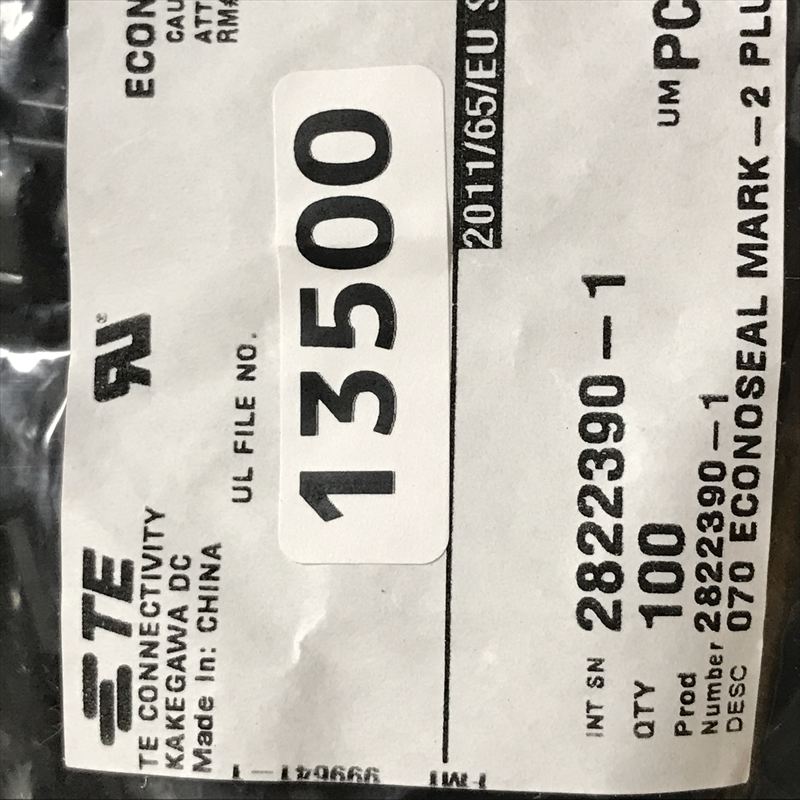 TE
TE CONNECTIVITY
KAKEGAWA DC
Made In: CHINA
UL FILE NO.
ECON
CAU
ATT
RM#
13500
2011/65/EU S
INT SN 2822390-1
QTY 100
UM PC
Prod
Number 2822390-1
DESC 070 ECONOSEAL MARK-2 PLU